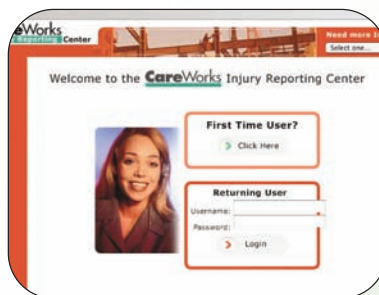 eWorks
Reporting Center
Need more I
Select one...
Welcome to the CareWorks Injury Reporting Center
First Time User?
Click Here
Returning User
Username:
Password:
Login